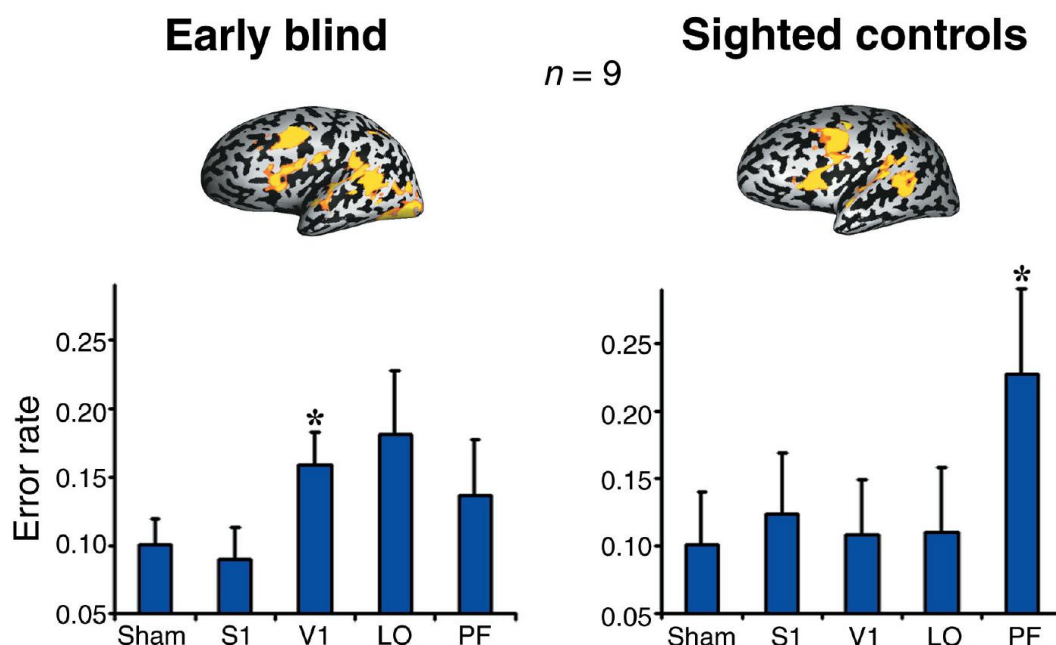 Early blind
Sighted controls
n = 9
Error rate
0.25
0.20
0.15
0.10
0.05
Sham S1 V1 LO PF
*
0.25
0.20
0.15
0.10
0.05
Sham S1 V1 LO PF
*